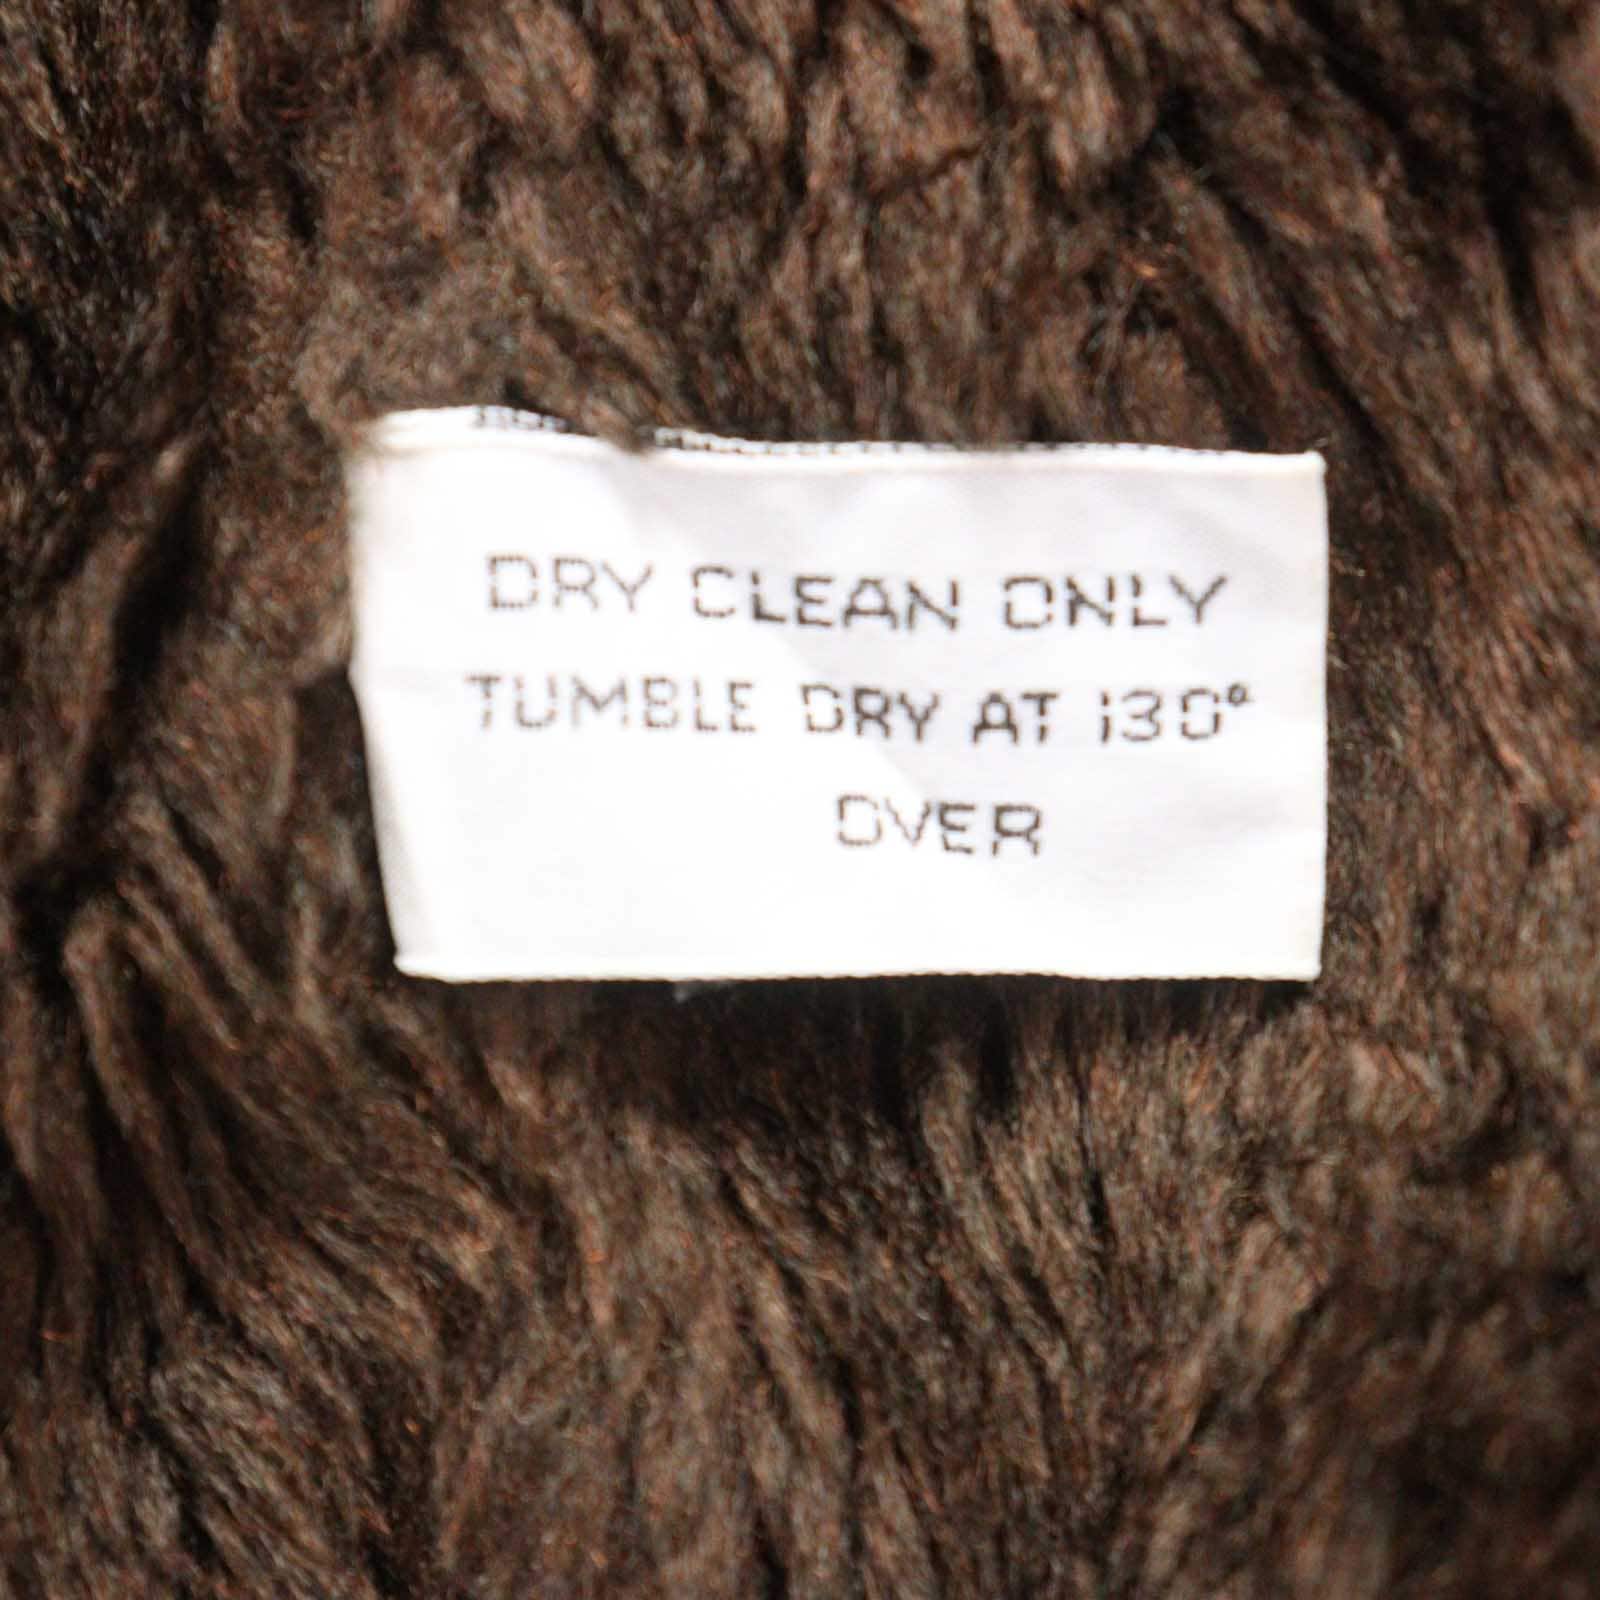 DRY CLEAN ONLY
TUMBLE DRY AT 130°
OVER